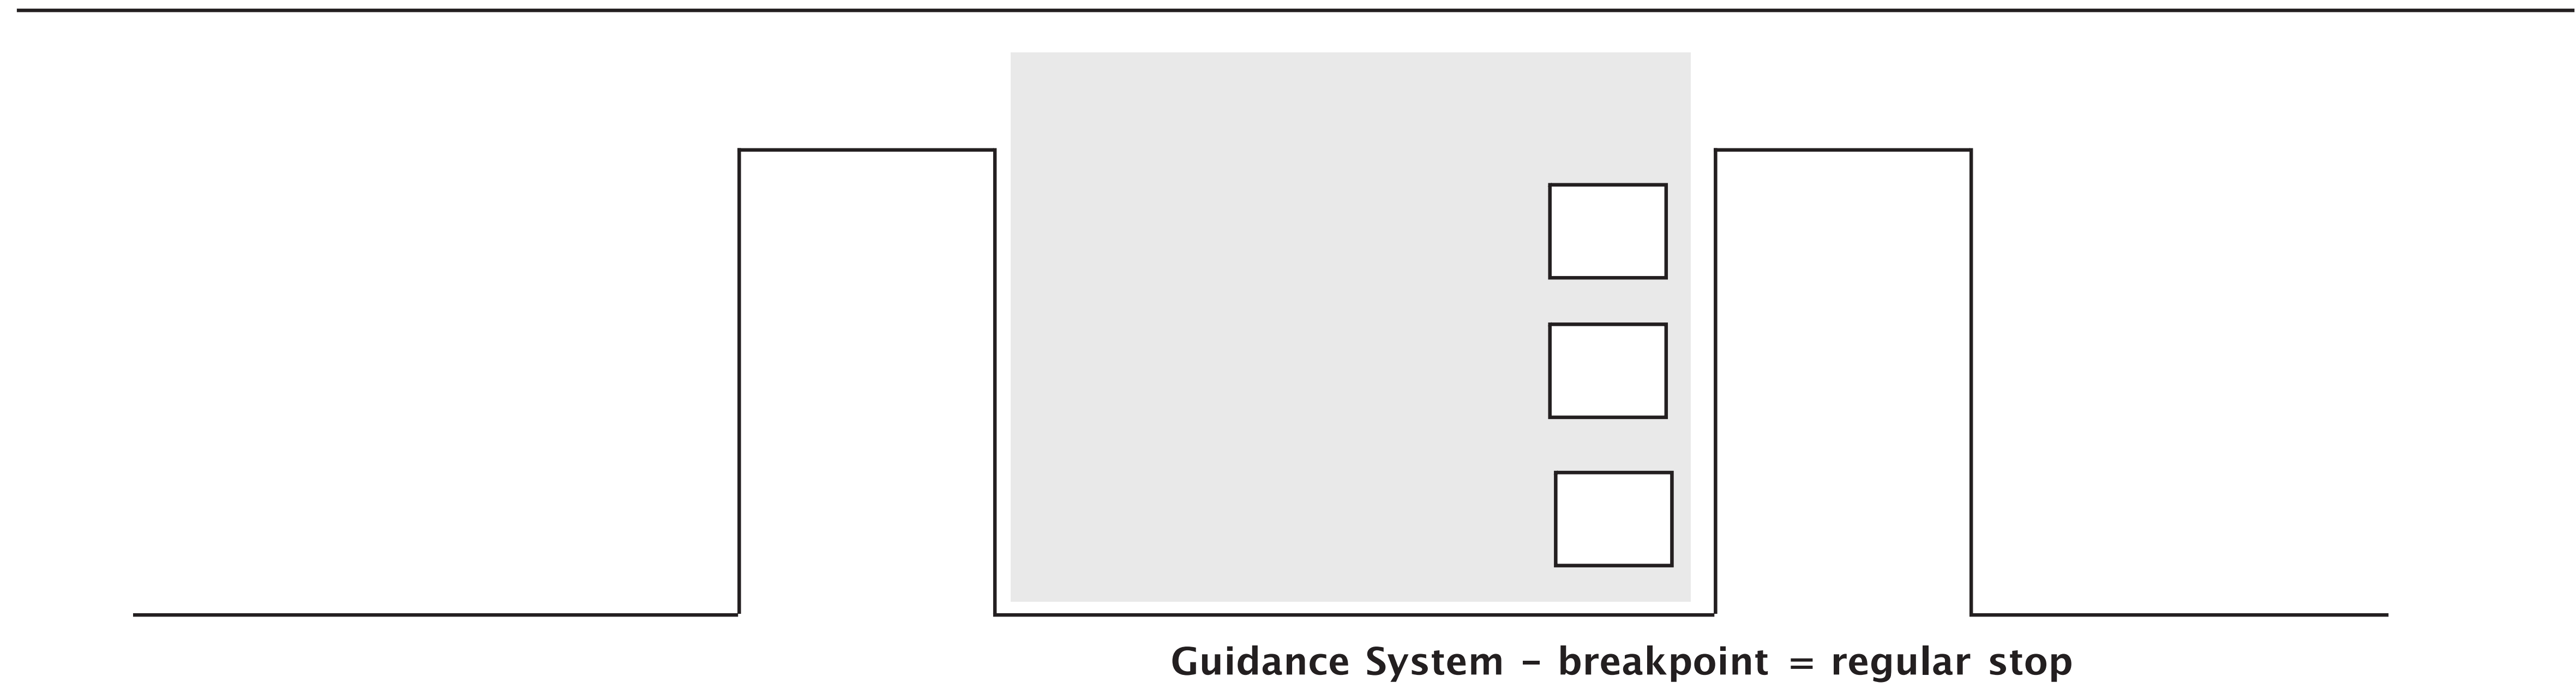 Guidance System – breakpoint = regular stop